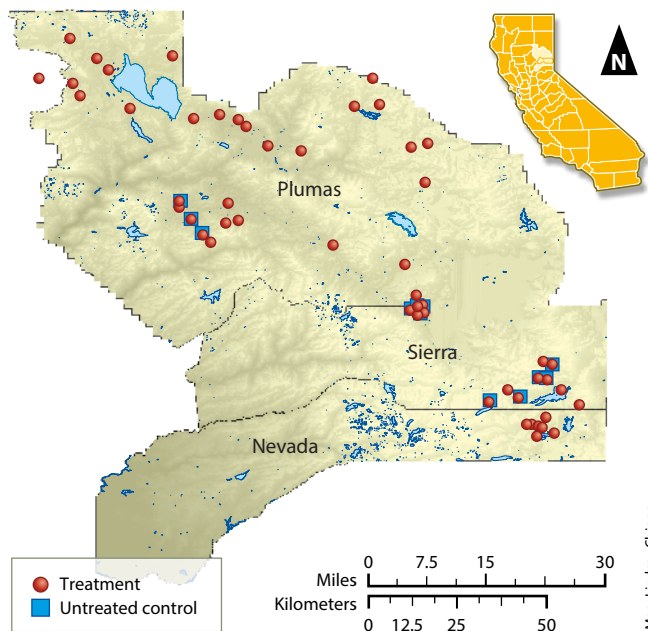 N
Plumas
Sierra
Nevada
Treatment
Untreated control
0 7.5 15 30
Miles
Kilometers
0 12.5 25 50